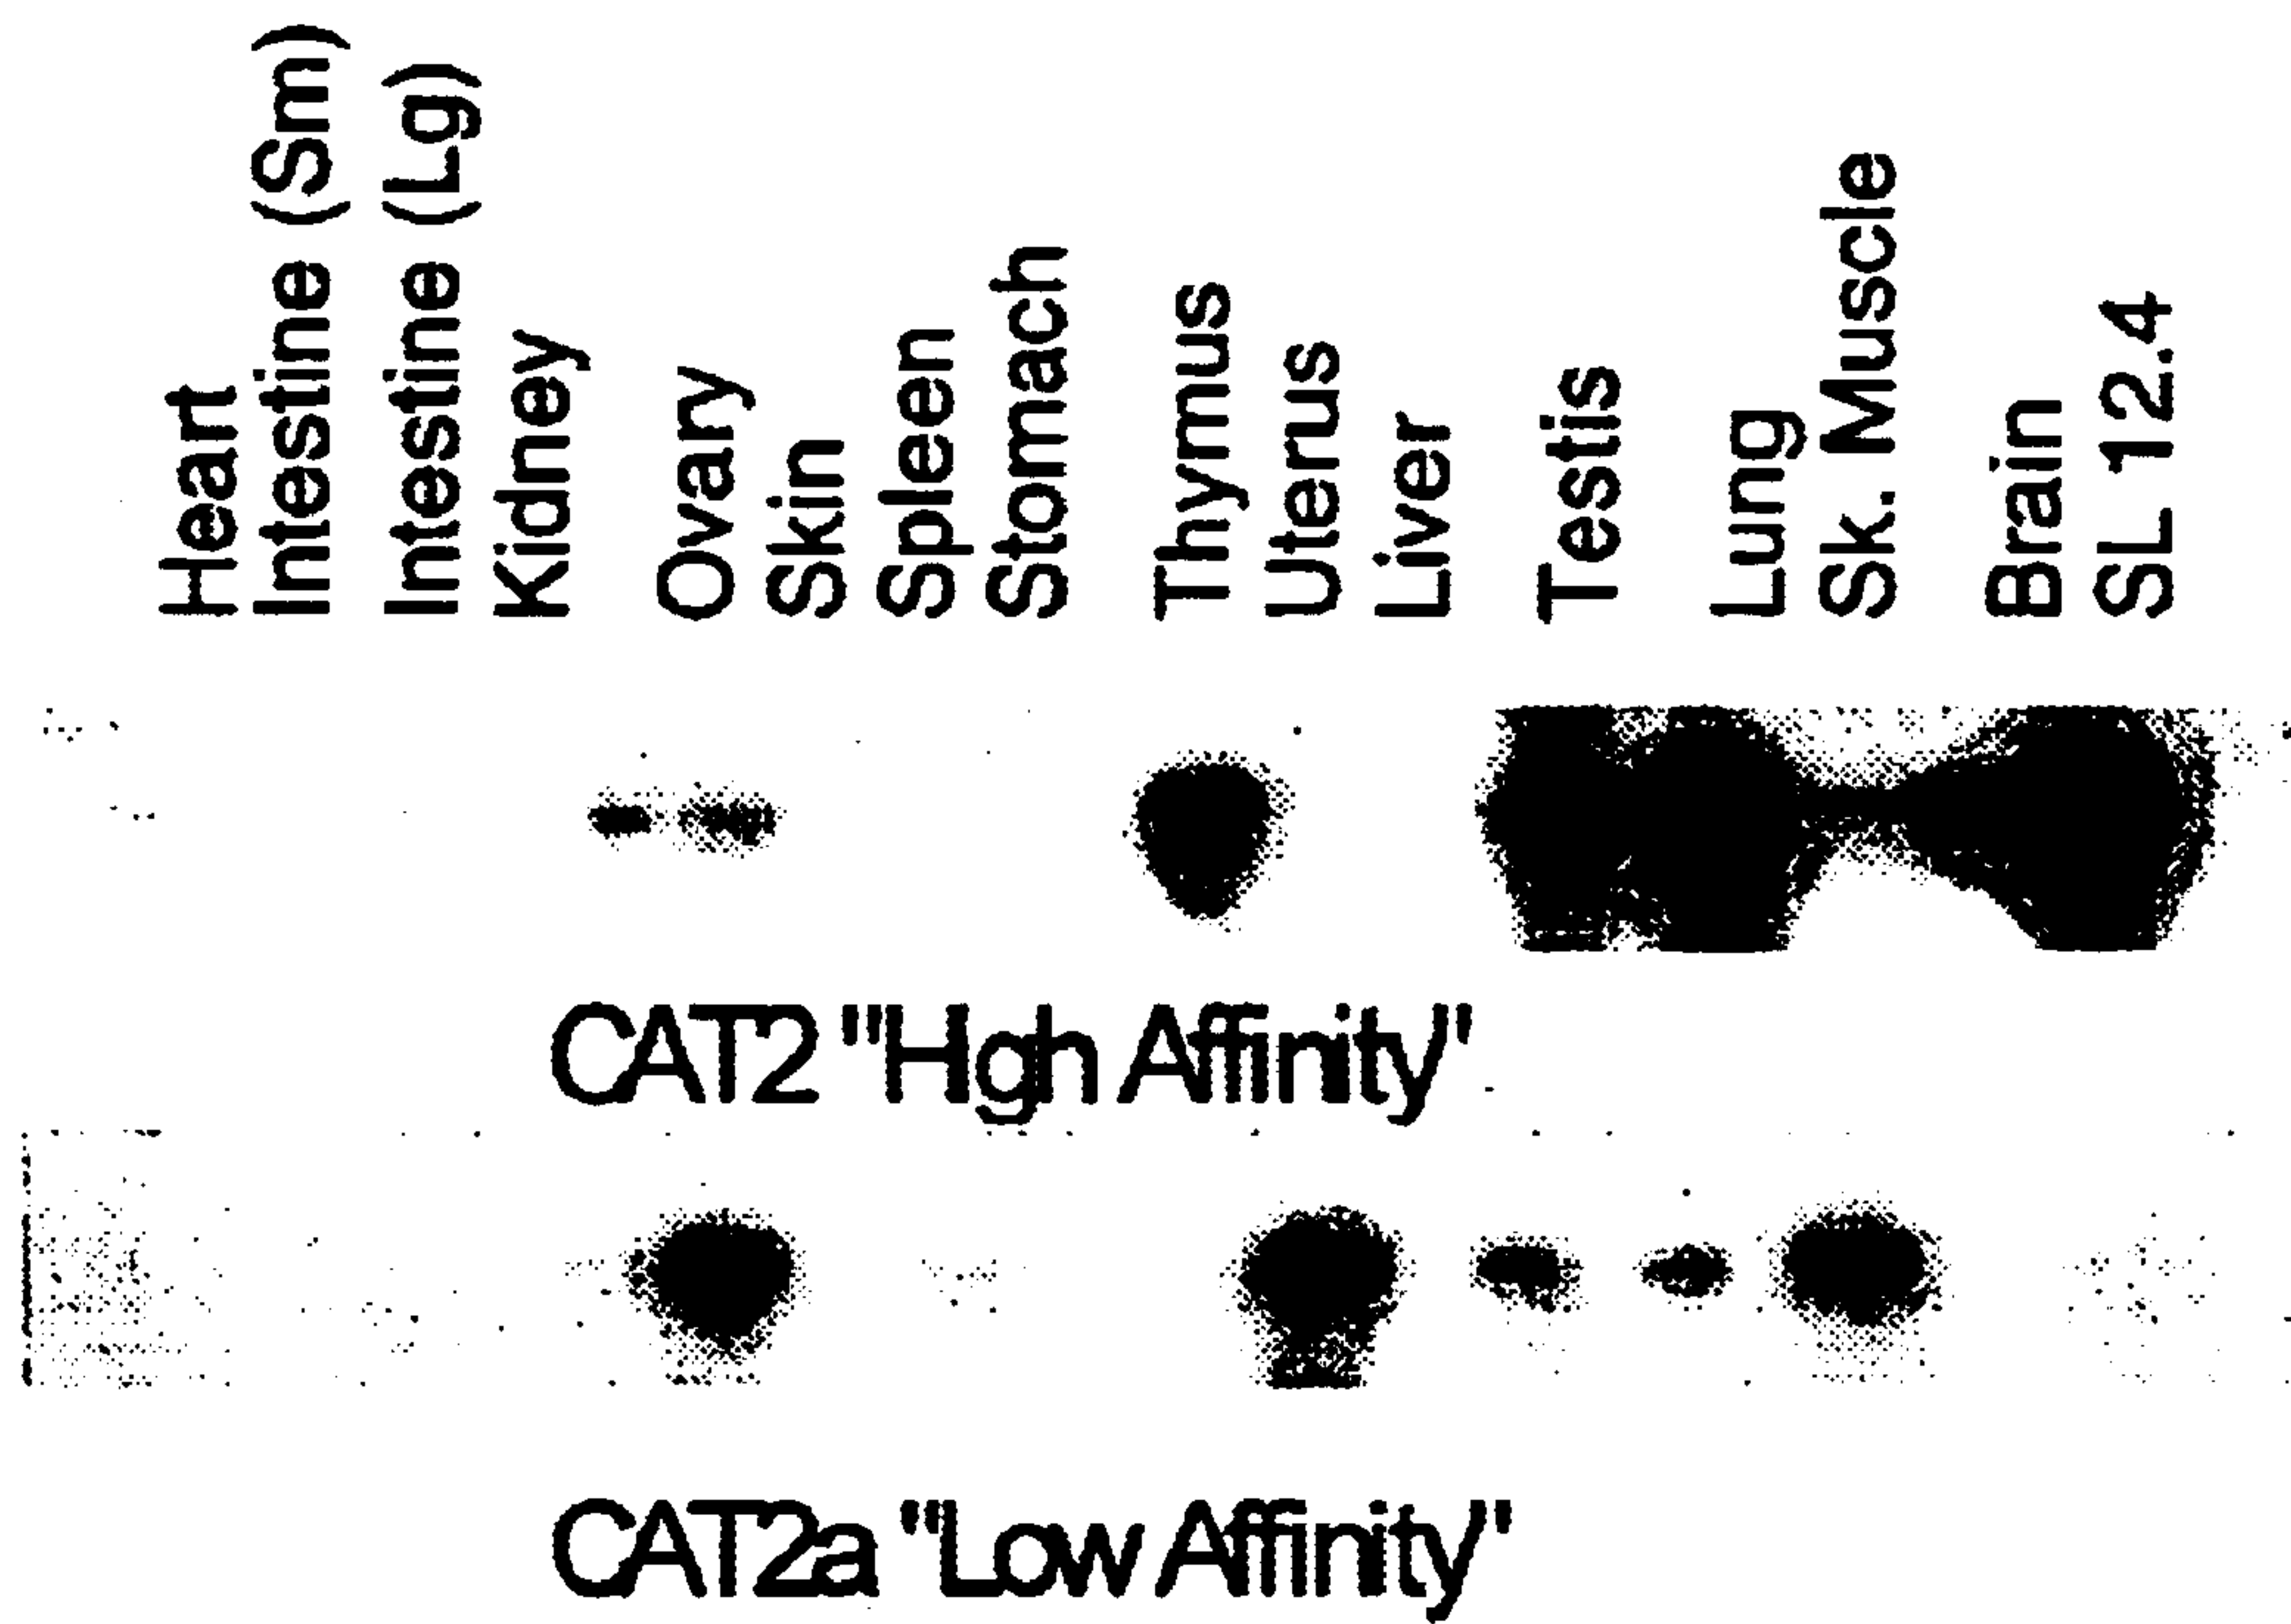 Heart
Intestine (Sm)
Intestine (Lg)
Kidney
Ovary
Skin
Spleen
Stomach
Thymus
Uterus
Liver
Testis
Lung
Sk. Muscle
Brain
SL 12.4
CAT2 "Hgh Affinity"
CAT2a "Low Affinity"